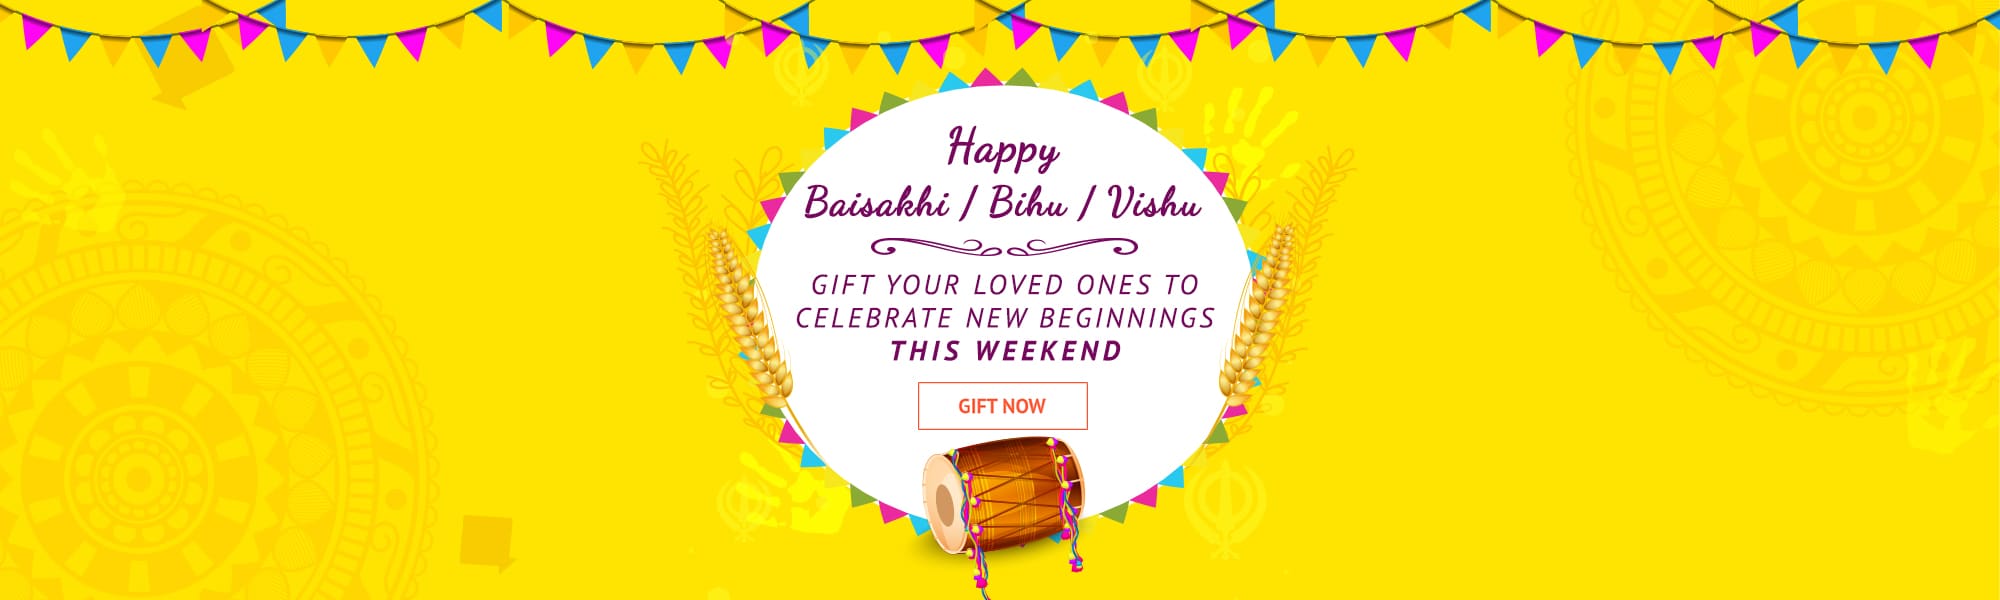 Happy
Baisakhi / Bihu / Vishu
GIFT YOUR LOVED ONES TO
CELEBRATE NEW BEGINNINGS
THIS WEEKEND
GIFT NOW